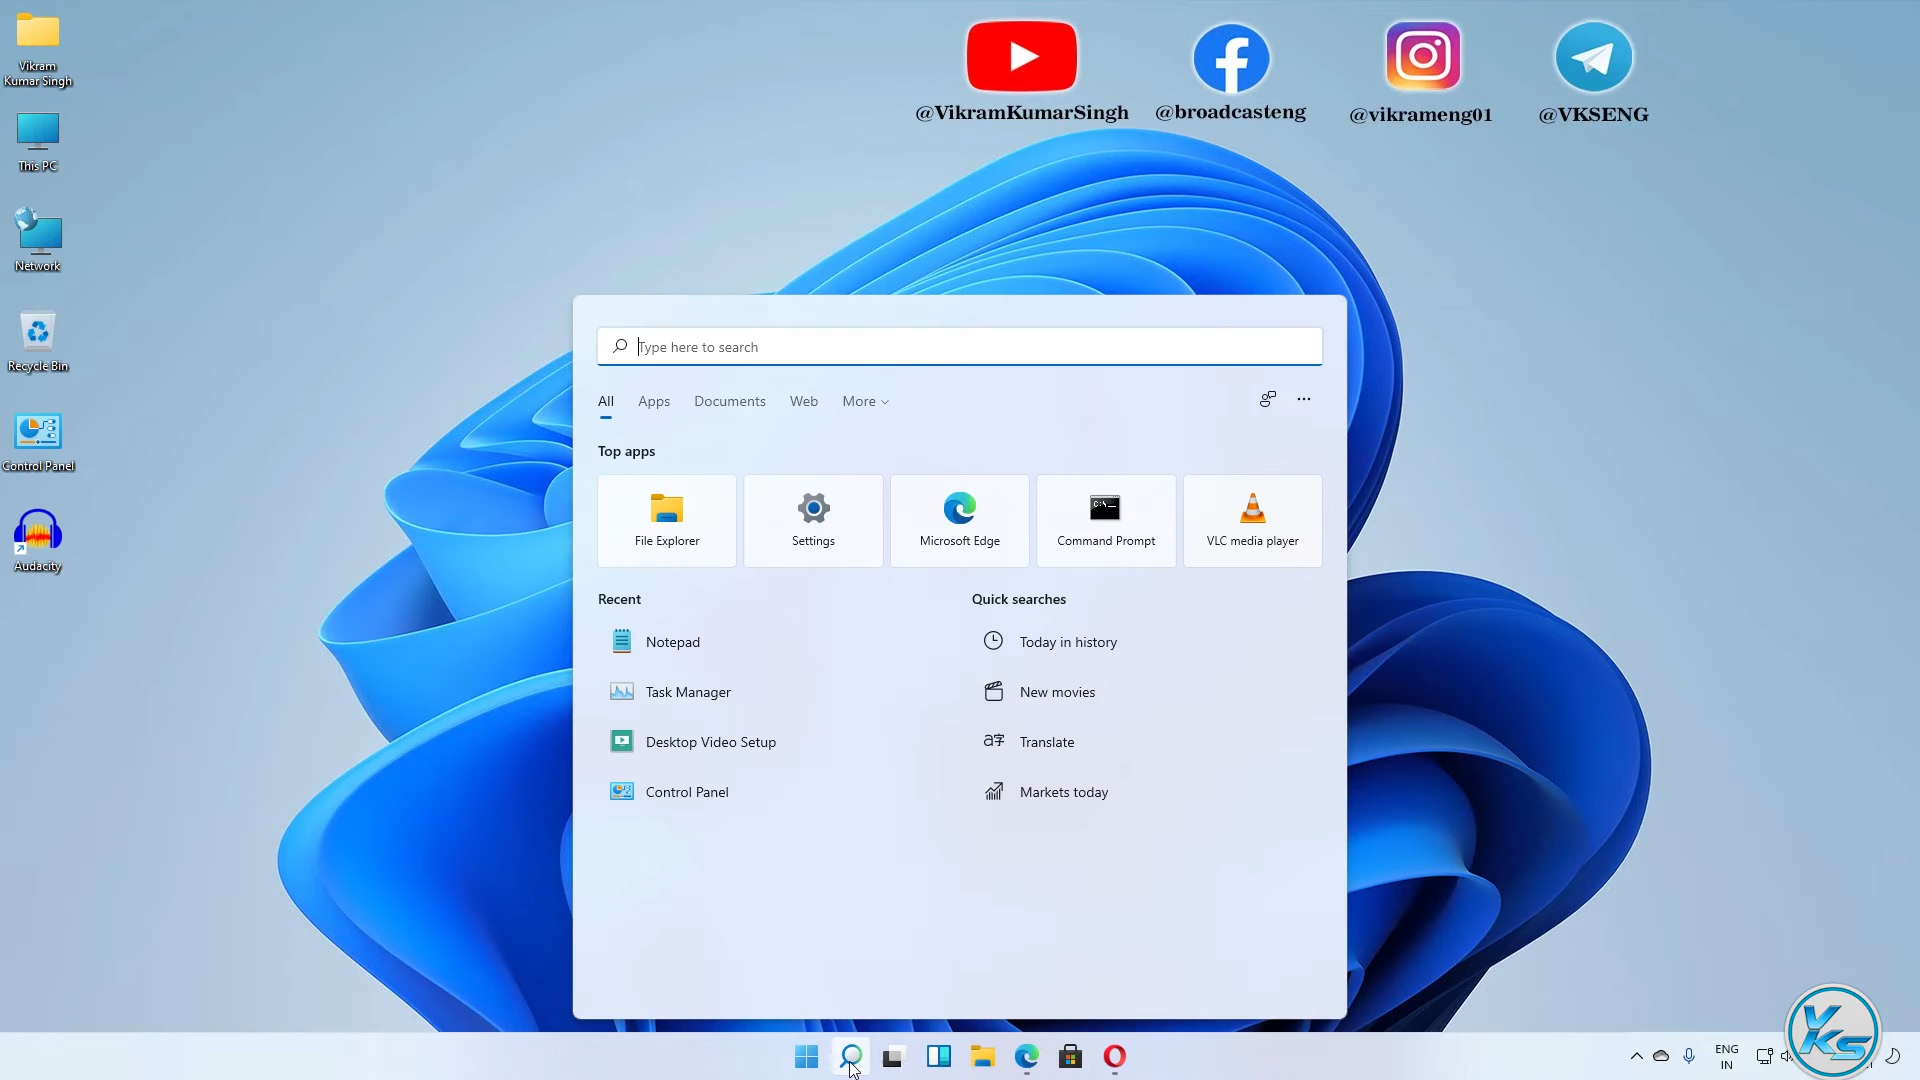 Vikram
Kumar Singh
This PC
Network
Recycle Bin
Control Panel
Audacity
@VikramKumarSingh
@broadcasteng
@vikrameng01
@VKSENG
Type here to search
All
Apps
Documents
Web
More
Top apps
File Explorer
Settings
Microsoft Edge
C:\_
Command Prompt
VLC media player
Recent
Notepad
Task Manager
Desktop Video Setup
Control Panel
Quick searches
Today in history
New movies
Translate
Markets today
ENG
IN
VKS